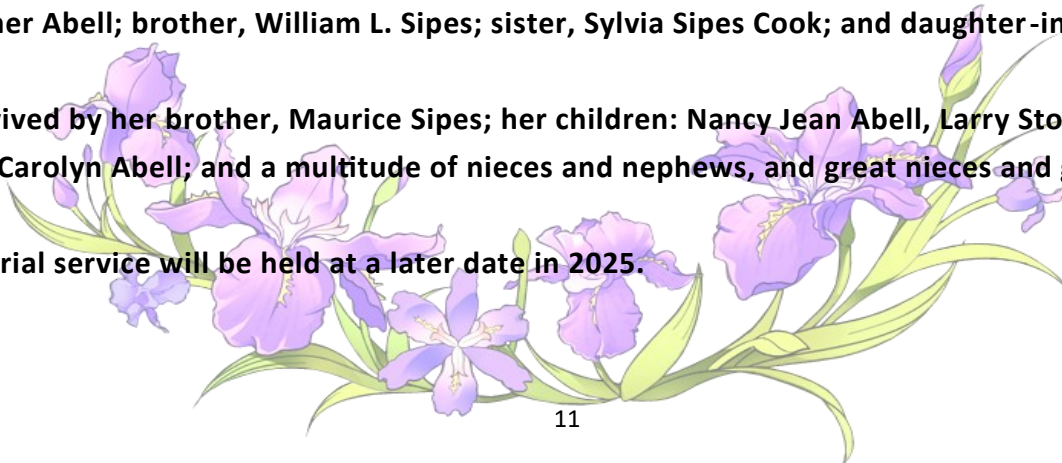 her Abell; brother, William L. Sipes; sister, Sylvia Sipes Cook; and daughter-in
ived by her brother, Maurice Sipes; her children: Nancy Jean Abell, Larry Sto
Carolyn Abell; and a multitude of nieces and nephews, and great nieces and
rial service will be held at a later date in 2025.
11